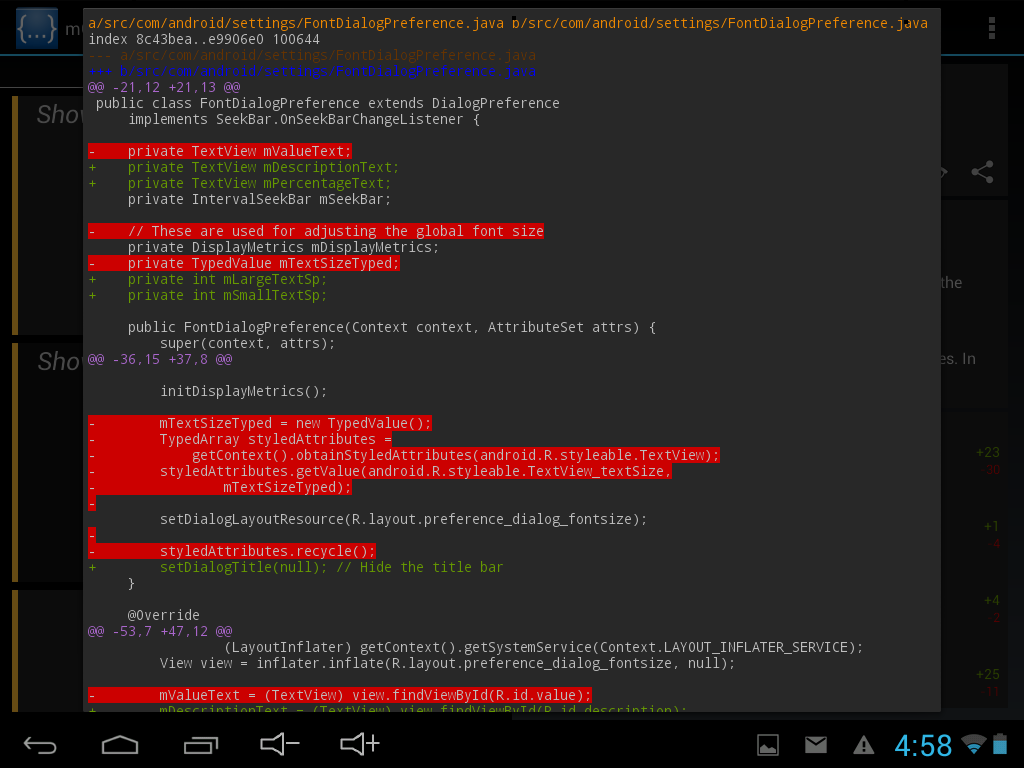 {...} m
a/src/com/android/settings/FontDialogPreference.java b/src/com/android/settings/FontDialogPreference.java
index 8c43bea..e9906e0 100644
--- a/src/com/android/settings/FontDialogPreference.java
+++ b/src/com/android/settings/FontDialogPreference.java
@@ -21,12 +21,13 @@
 public class FontDialogPreference extends DialogPreference
     implements SeekBar.OnSeekBarChangeListener {
-    private TextView mValueText;
+    private TextView mDescriptionText;
+    private TextView mPercentageText;
     private IntervalSeekBar mSeekBar;
-    // These are used for adjusting the global font size
     private DisplayMetrics mDisplayMetrics;
-    private TypedValue mTextSizeTyped;
+    private int mLargeTextSp;
+    private int mSmallTextSp;
     public FontDialogPreference(Context context, AttributeSet attrs) {
         super(context, attrs);
@@ -36,15 +37,8 @@
         initDisplayMetrics();
-        mTextSizeTyped = new TypedValue();
-        TypedArray styledAttributes =
-            getContext().obtainStyledAttributes(android.R.styleable.TextView);
-        styledAttributes.getValue(android.R.styleable.TextView_textSize,
-                mTextSizeTyped);
-
         setDialogLayoutResource(R.layout.preference_dialog_fontsize);
-
-        styledAttributes.recycle();
+        setDialogTitle(null); // Hide the title bar
     }
     @Override
@@ -53,7 +47,12 @@
                 (LayoutInflater) getContext().getSystemService(Context.LAYOUT_INFLATER_SERVICE);
         View view = inflater.inflate(R.layout.preference_dialog_fontsize, null);
-        mValueText = (TextView) view.findViewById(R.id.value);
+        mDescriptionText = (TextView) view.findViewById(R.id.description);
Show
Show
the
es. In
+23
30
+1
4
+4
2
+25
11
4:58